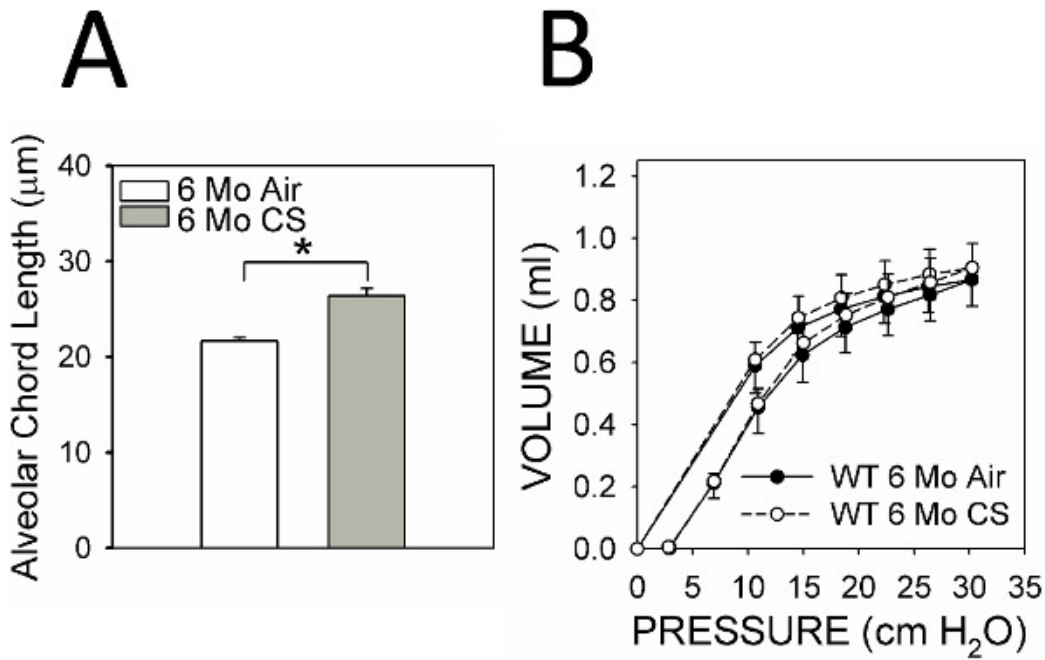 A
B
Alveolar Chord Length (μm)
40
30
20
10
0
6 Mo Air
6 Mo CS
*
VOLUME (ml)
1.2
1.0
0.8
0.6
0.4
0.2
0.0
WT 6 Mo Air
WT 6 Mo CS
0 5 10 15 20 25 30 35
PRESSURE (cm H₂O)